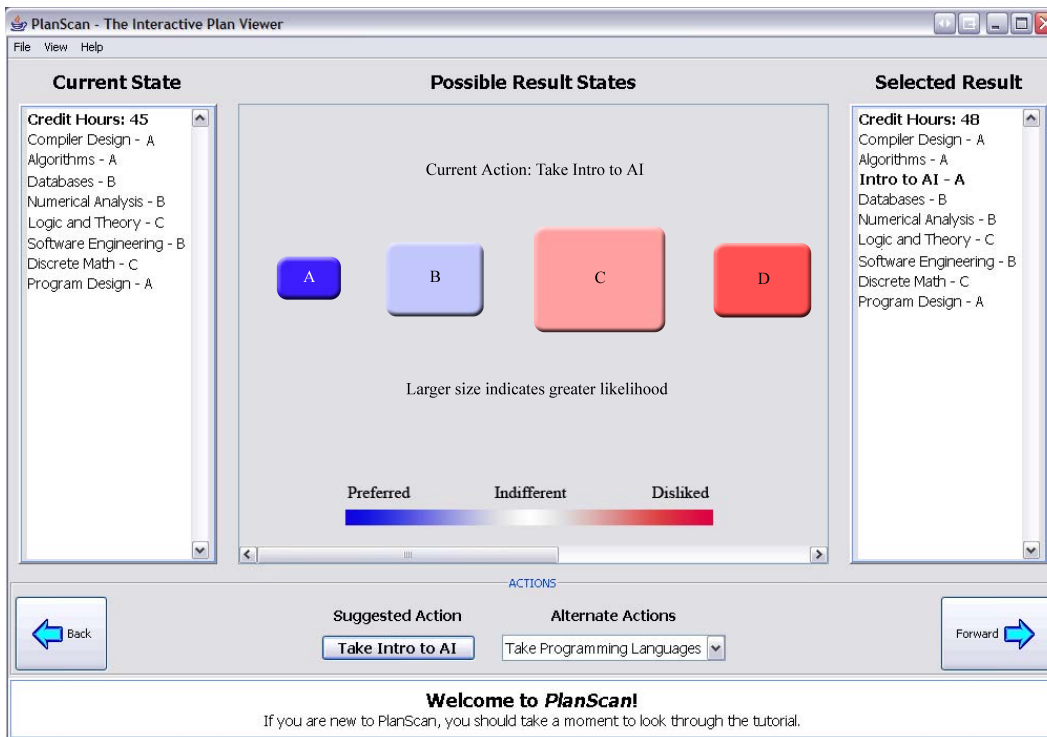 PlanScan - The Interactive Plan Viewer
File View Help
Current State
Credit Hours: 45
Compiler Design - A
Algorithms - A
Databases - B
Numerical Analysis - B
Logic and Theory - C
Software Engineering - B
Discrete Math - C
Program Design - A
Possible Result States
Current Action: Take Intro to AI
A B C D
Larger size indicates greater likelihood
Preferred Indifferent Disliked
Selected Result
Credit Hours: 48
Compiler Design - A
Algorithms - A
Intro to AI - A
Databases - B
Numerical Analysis - B
Logic and Theory - C
Software Engineering - B
Discrete Math - C
Program Design - A
ACTIONS
Back
Suggested Action
Take Intro to AI
Alternate Actions
Take Programming Languages
Forward
Welcome to PlanScan!
If you are new to PlanScan, you should take a moment to look through the tutorial.